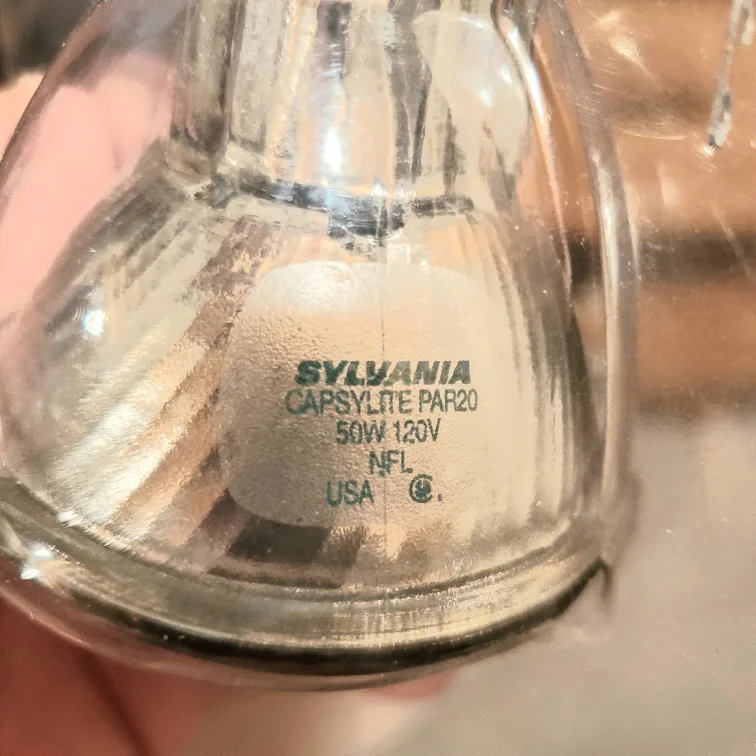 SYLVANIA
CAPSYLITE PAR20
50W 120V
NFL
USA